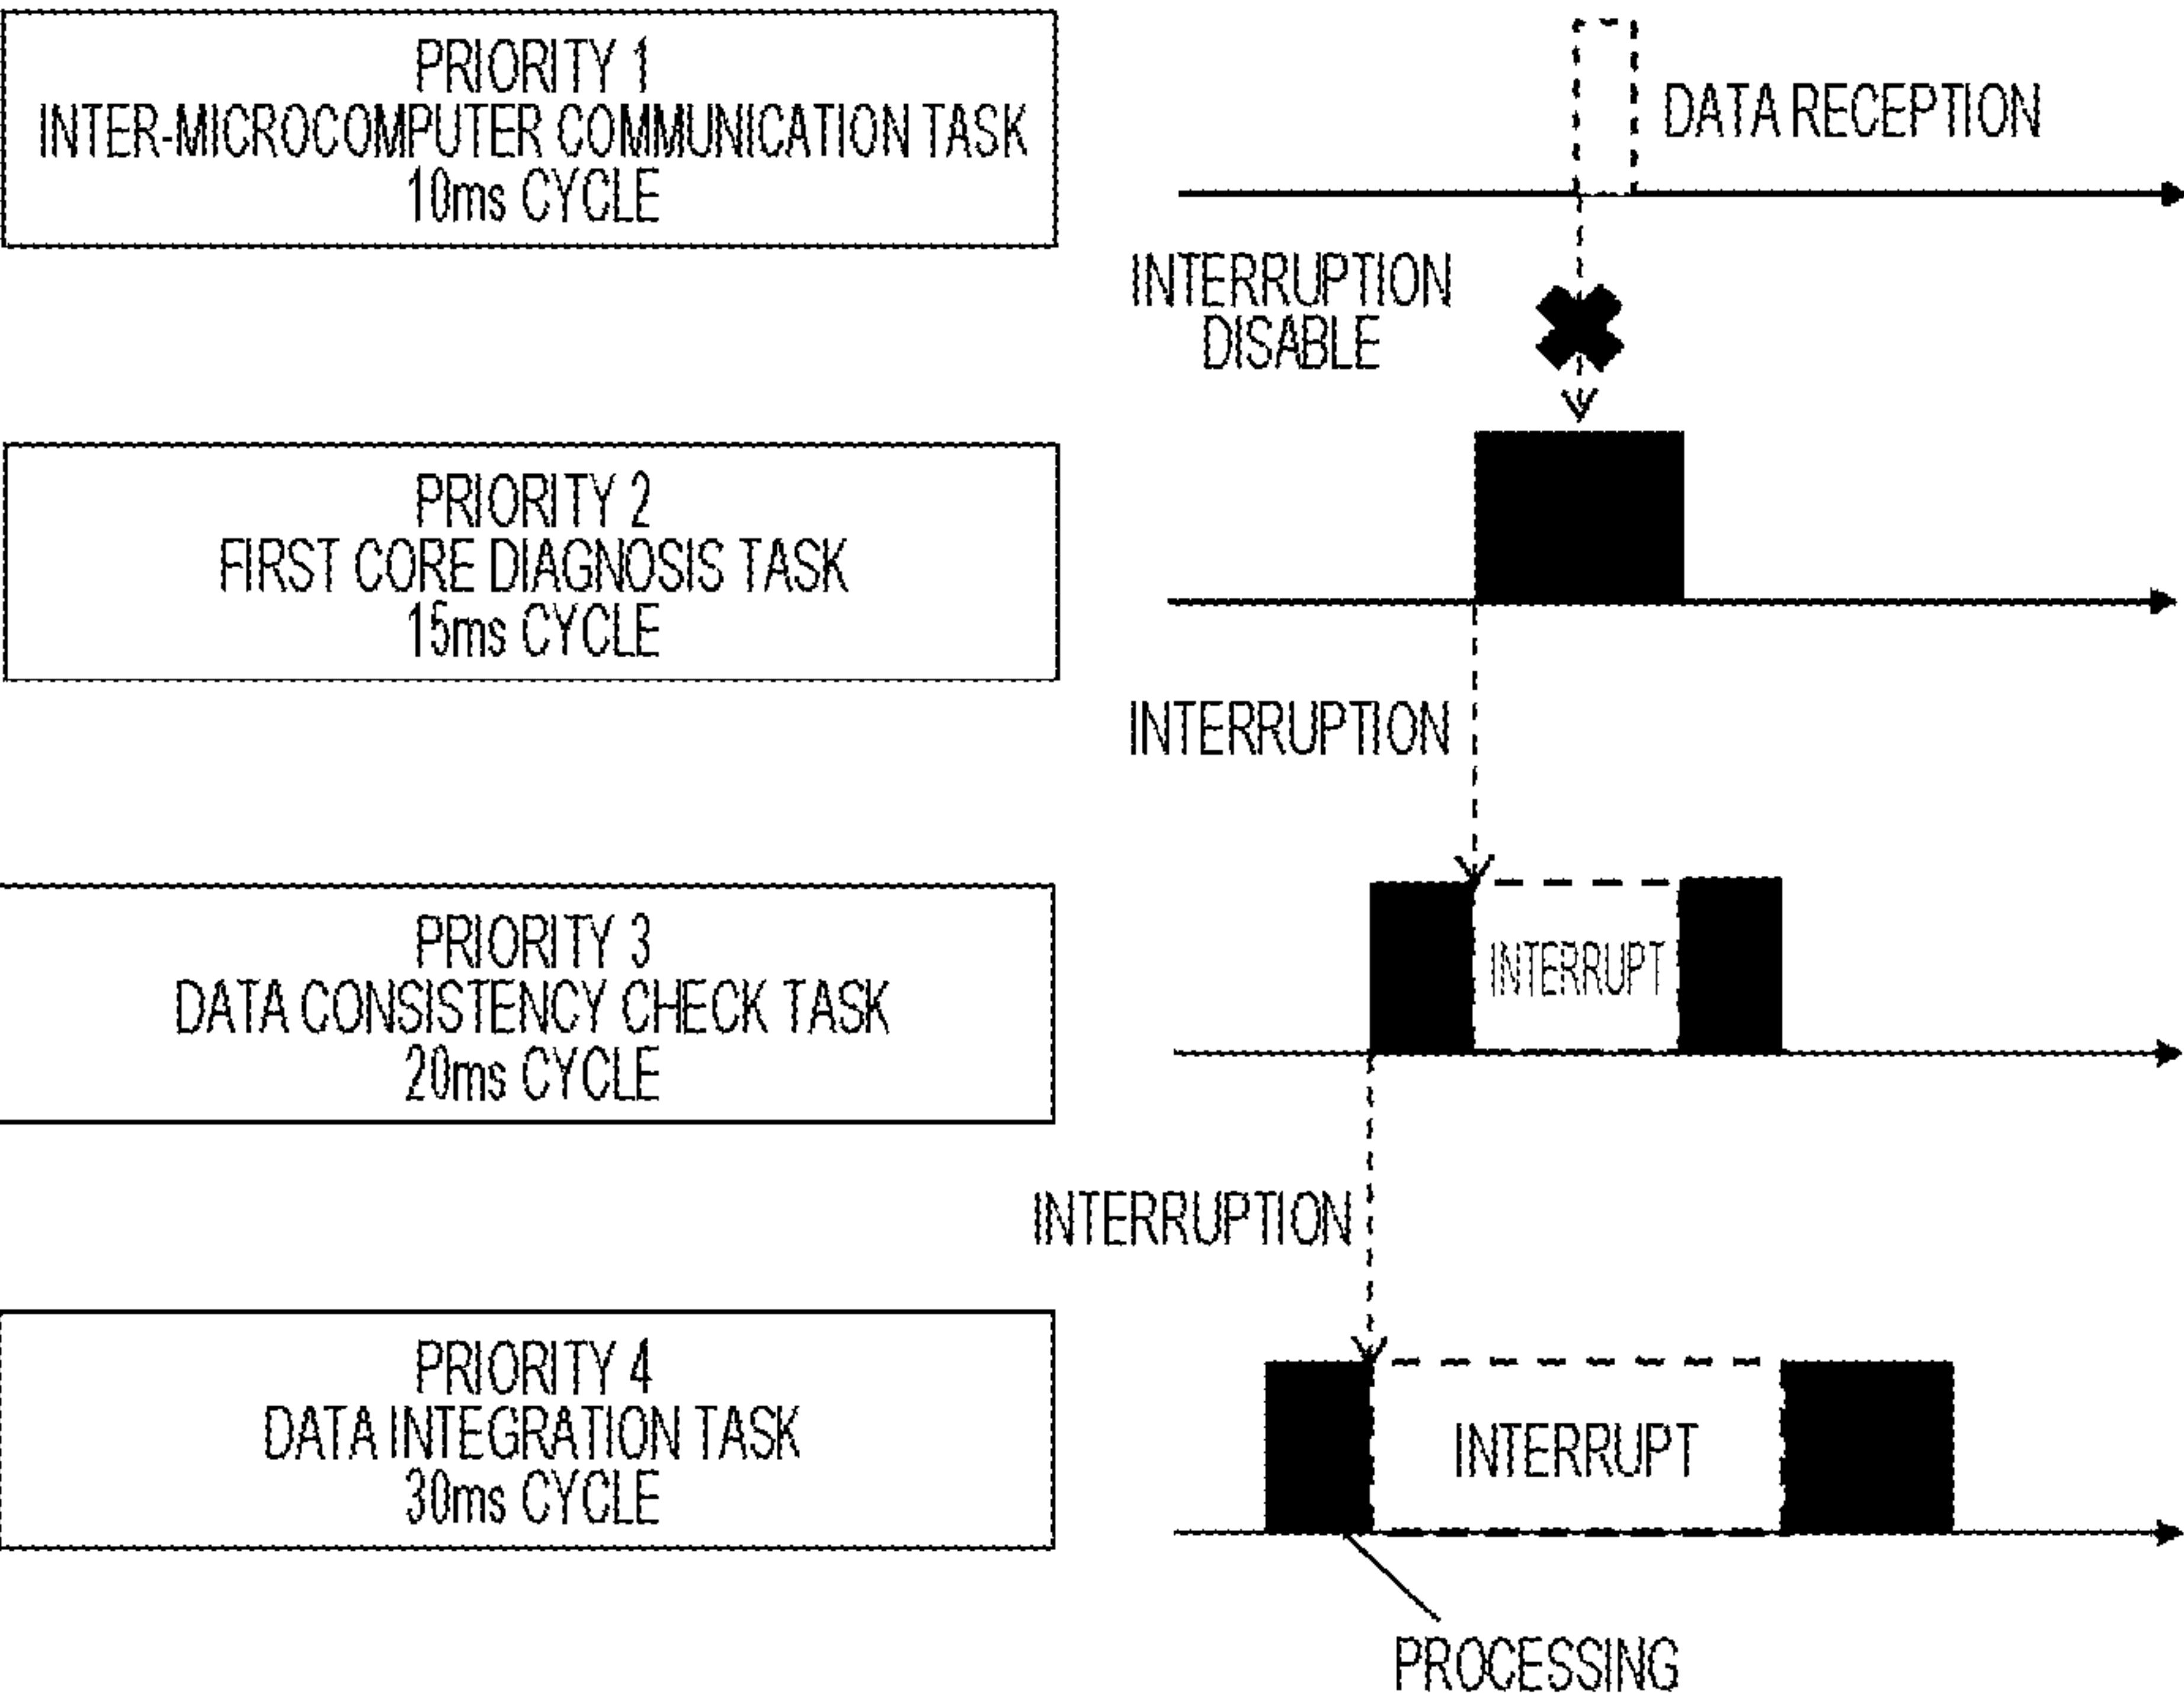 PRIORITY 1
INTER-MICROCOMPUTER COMMUNICATION TASK
10ms CYCLE
DATA RECEPTION
INTERRUPTION
DISABLE
PRIORITY 2
FIRST CORE DIAGNOSIS TASK
15ms CYCLE
INTERRUPTION
PRIORITY 3
DATA CONSISTENCY CHECK TASK
20ms CYCLE
INTERRUPT
INTERRUPTION
PRIORITY 4
DATA INTEGRATION TASK
30ms CYCLE
INTERRUPT
PROCESSING